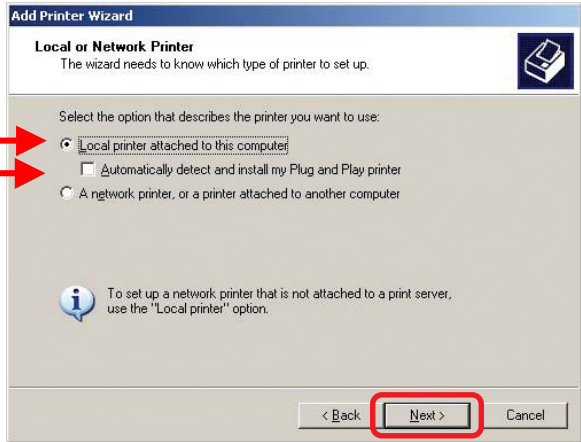 Add Printer Wizard
Local or Network Printer
The wizard needs to know which type of printer to set up.
Select the option that describes the printer you want to use:
Local printer attached to this computer
Automatically detect and install my Plug and Play printer
A network printer, or a printer attached to another computer
To set up a network printer that is not attached to a print server,
use the "Local printer" option.
< Back Next > Cancel